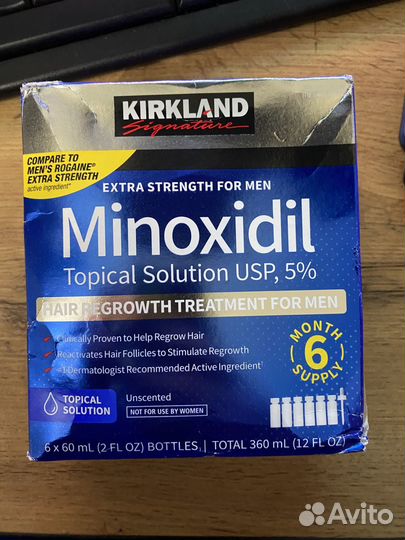 KIRKLAND
Signature
COMPARE TO
MEN'S ROGAINE®
EXTRA STRENGTH
active ingredient**
EXTRA STRENGTH FOR MEN
Minoxidil
Topical Solution USP, 5%
HAIR REGROWTH TREATMENT FOR MEN
Clinically Proven to Help Regrow Hair
Reactivates Hair Follicles to Stimulate Regrowth
#1 Dermatologist Recommended Active Ingredient†
MONTH
6
SUPPLY
TOPICAL
SOLUTION
Unscented
NOT FOR USE BY WOMEN
6 x 60 mL (2 FL OZ) BOTTLES | TOTAL 360 mL (12 FL OZ)
Avito